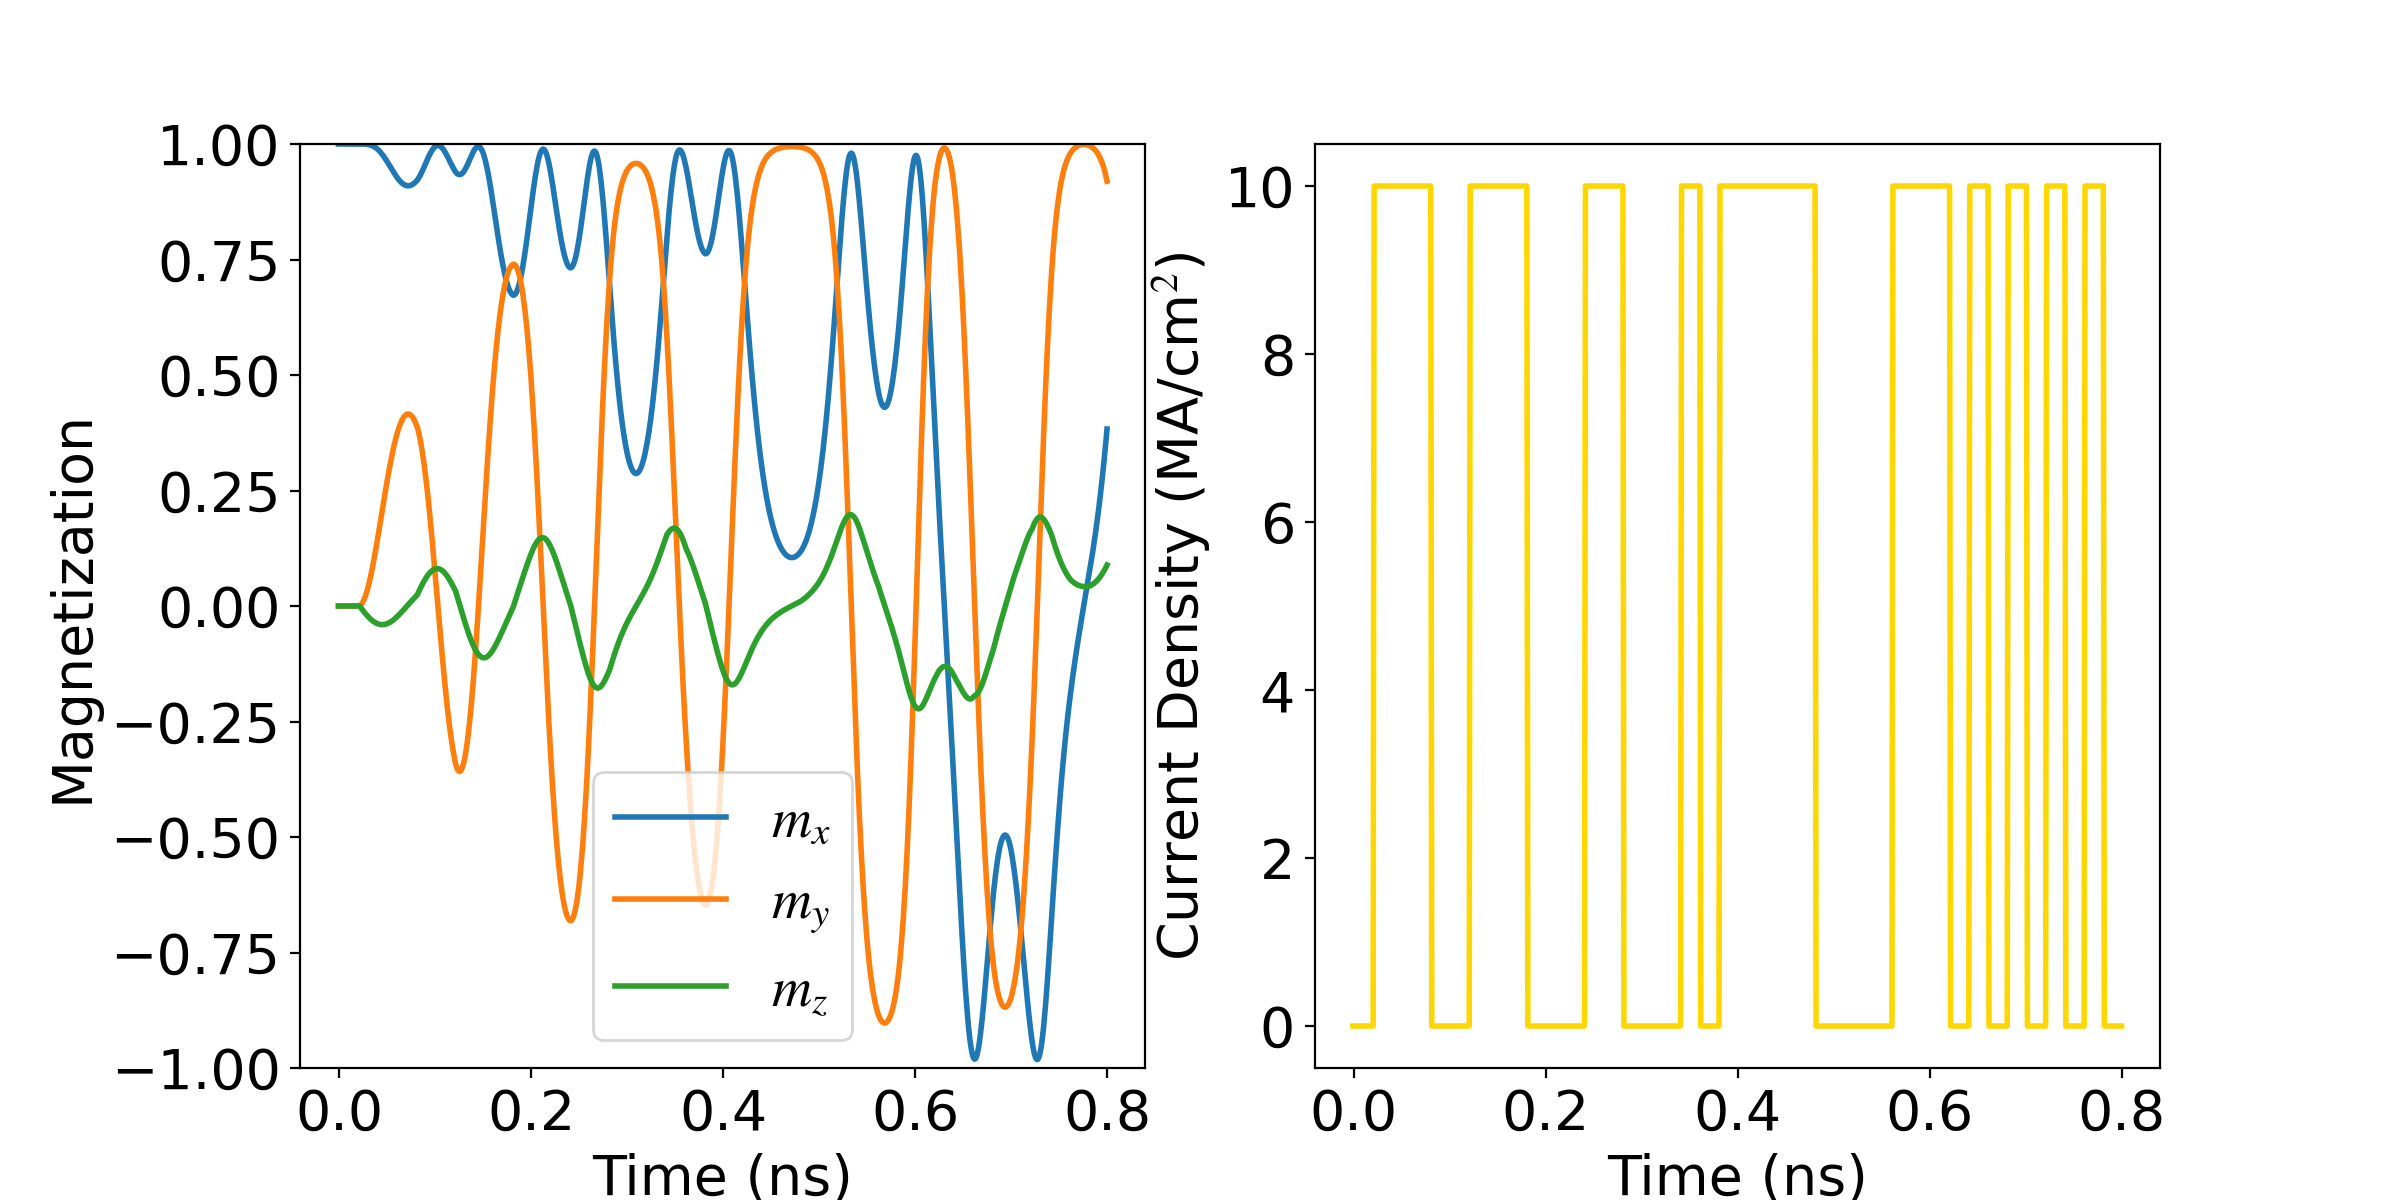 Magnetization
1.00
0.75
0.50
0.25
0.00
−0.25
−0.50
−0.75
−1.00
0.0 0.2 0.4 0.6 0.8
Time (ns)
m_x
m_y
m_z
Current Density (MA/cm²)
10
8
6
4
2
0
0.0 0.2 0.4 0.6 0.8
Time (ns)